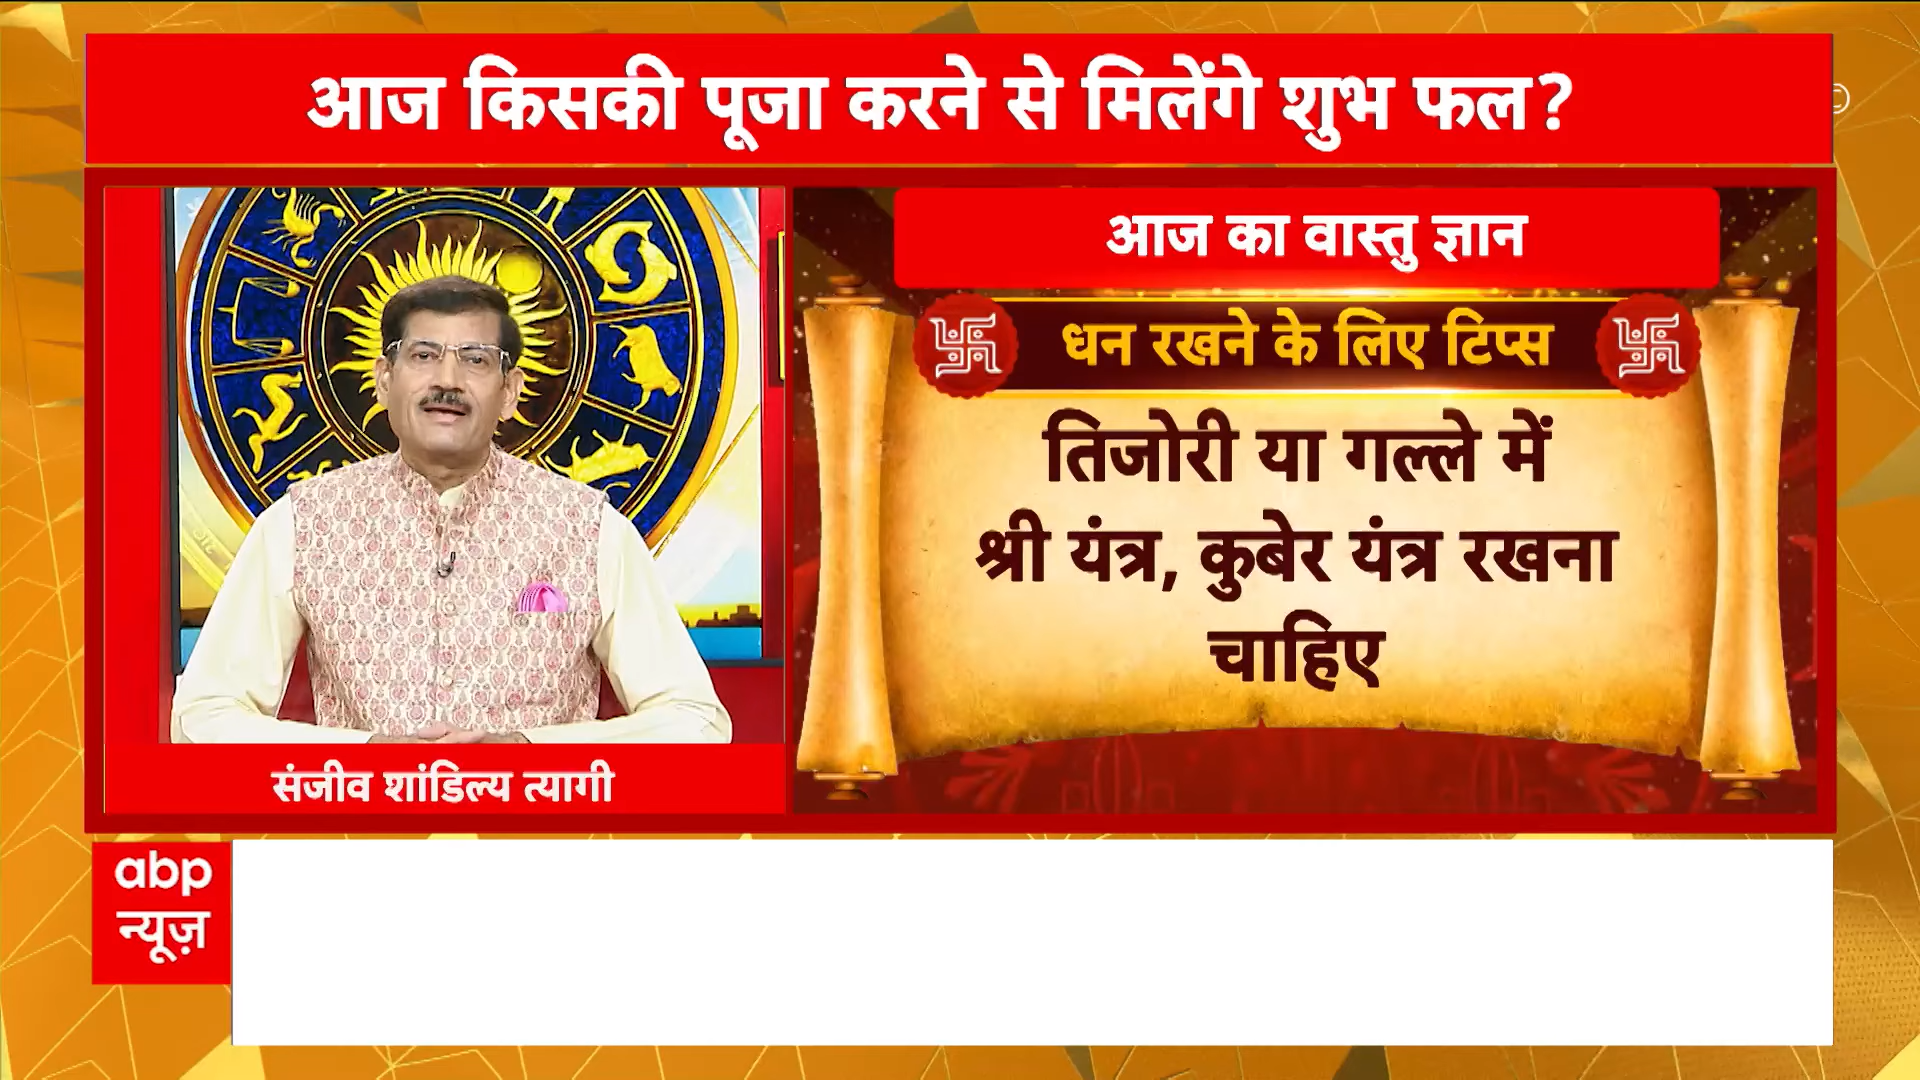 आज किसकी पूजा करने से मिलेंगे शुभ फल?
©
आज का वास्तु ज्ञान
धन रखने के लिए टिप्स
तिजोरी या गल्ले में
श्री यंत्र, कुबेर यंत्र रखना
चाहिए
संजीव शांडिल्य त्यागी
abp
न्यूज़